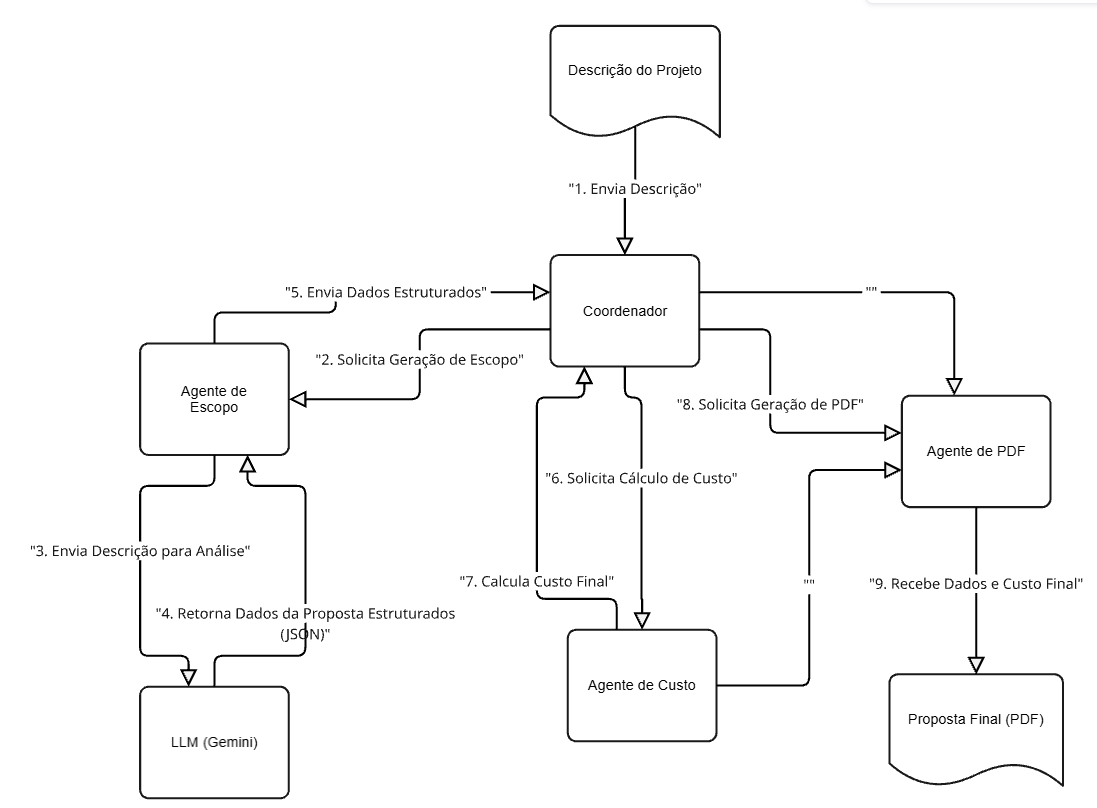 Descrição do Projeto
"1. Envia Descrição"
"5. Envia Dados Estruturados"
""
Coordenador
"2. Solicita Geração de Escopo"
Agente de
Escopo
"8. Solicita Geração de PDF"
Agente de PDF
"6. Solicita Cálculo de Custo"
"3. Envia Descrição para Análise"
"7. Calcula Custo Final"
""
"9. Recebe Dados e Custo Final"
"4. Retorna Dados da Proposta Estruturados
(JSON)"
Agente de Custo
Proposta Final (PDF)
LLM (Gemini)